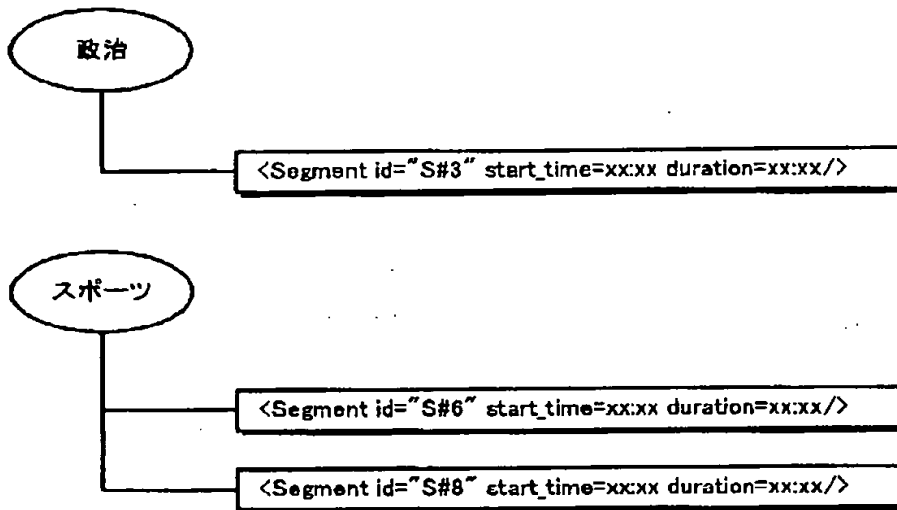 政治
<Segment id="S#3" start_time=xx:xx duration=xx:xx/>
スポーツ
<Segment id="S#6" start_time=xx:xx duration=xx:xx/>
<Segment id="S#8" start_time=xx:xx duration=xx:xx/>